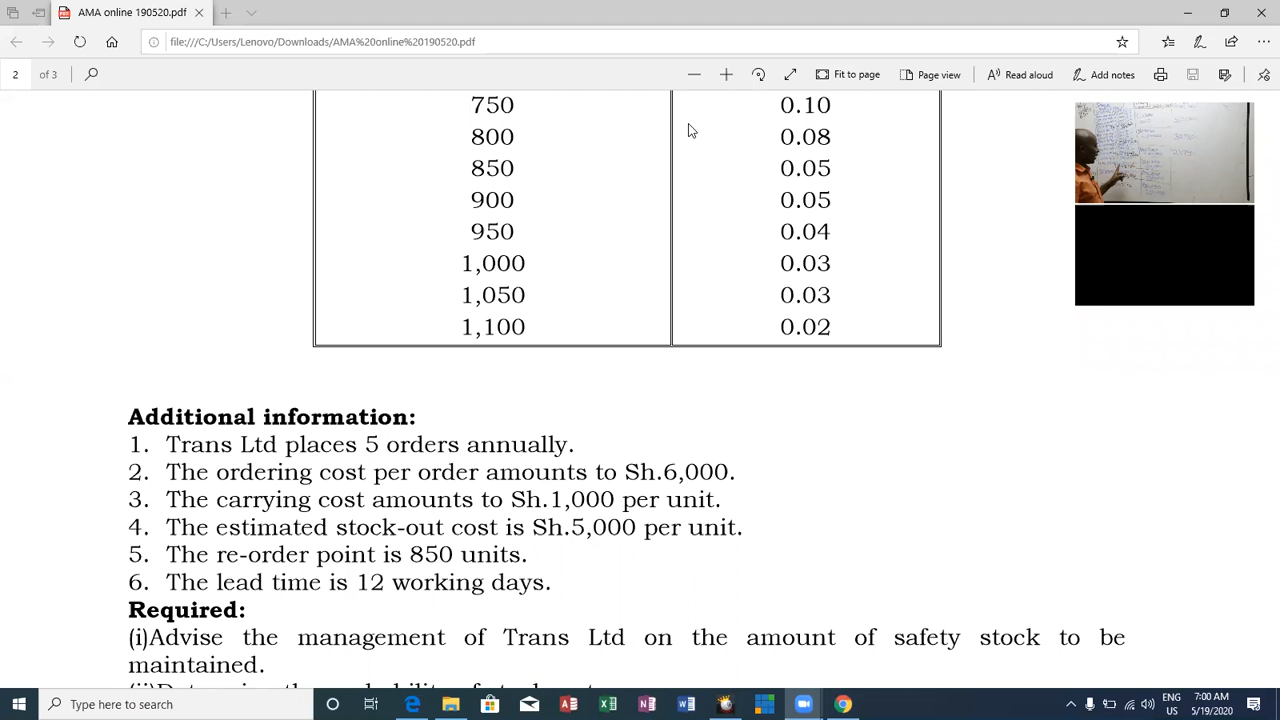 AMA online 190520.pdf
file:///C:/Users/Lenovo/Downloads/AMA%20online%20190520.pdf
2 of 3
Fit to page
Page view
Read aloud
Add notes
750 0.10
800 0.08
850 0.05
900 0.05
950 0.04
1,000 0.03
1,050 0.03
1,100 0.02
Additional information:
1. Trans Ltd places 5 orders annually.
2. The ordering cost per order amounts to Sh.6,000.
3. The carrying cost amounts to Sh.1,000 per unit.
4. The estimated stock-out cost is Sh.5,000 per unit.
5. The re-order point is 850 units.
6. The lead time is 12 working days.
Required:
(i)Advise the management of Trans Ltd on the amount of safety stock to be
maintained.
Type here to search
ENG
US
7:00 AM
5/19/2020